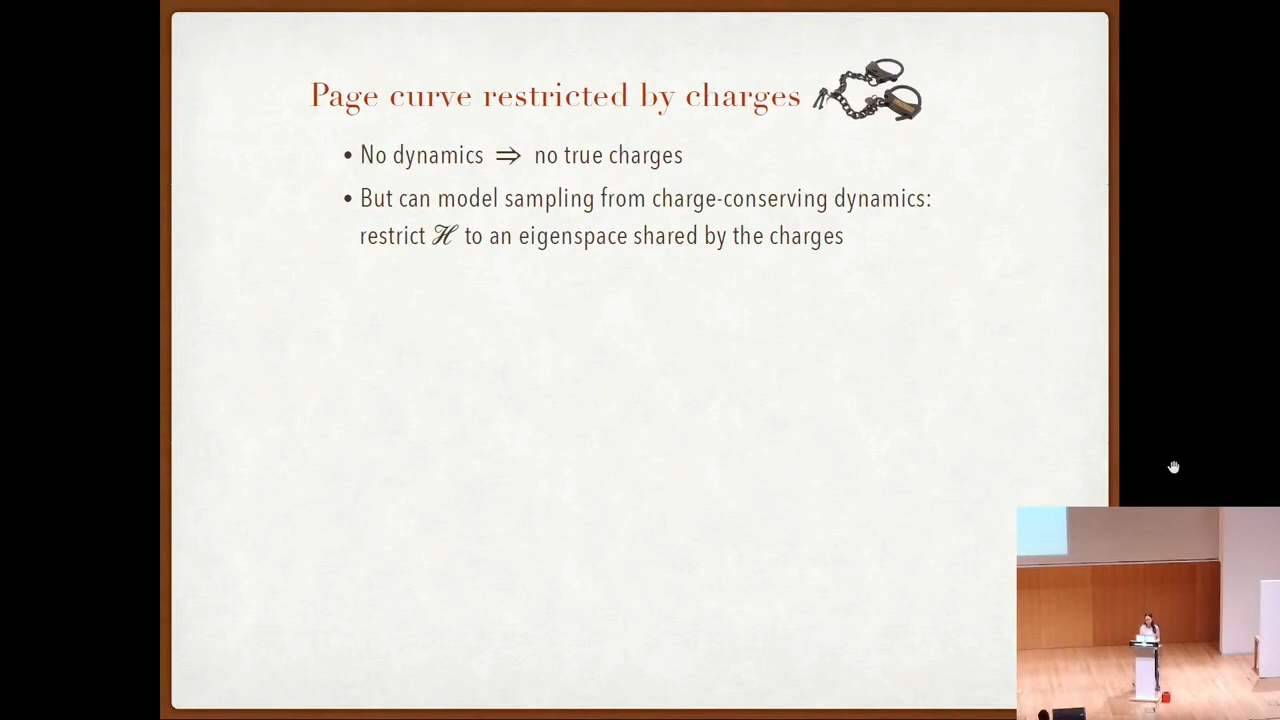 Page curve restricted by charges
• No dynamics ⇒ no true charges
• But can model sampling from charge-conserving dynamics:
restrict ℋ to an eigenspace shared by the charges